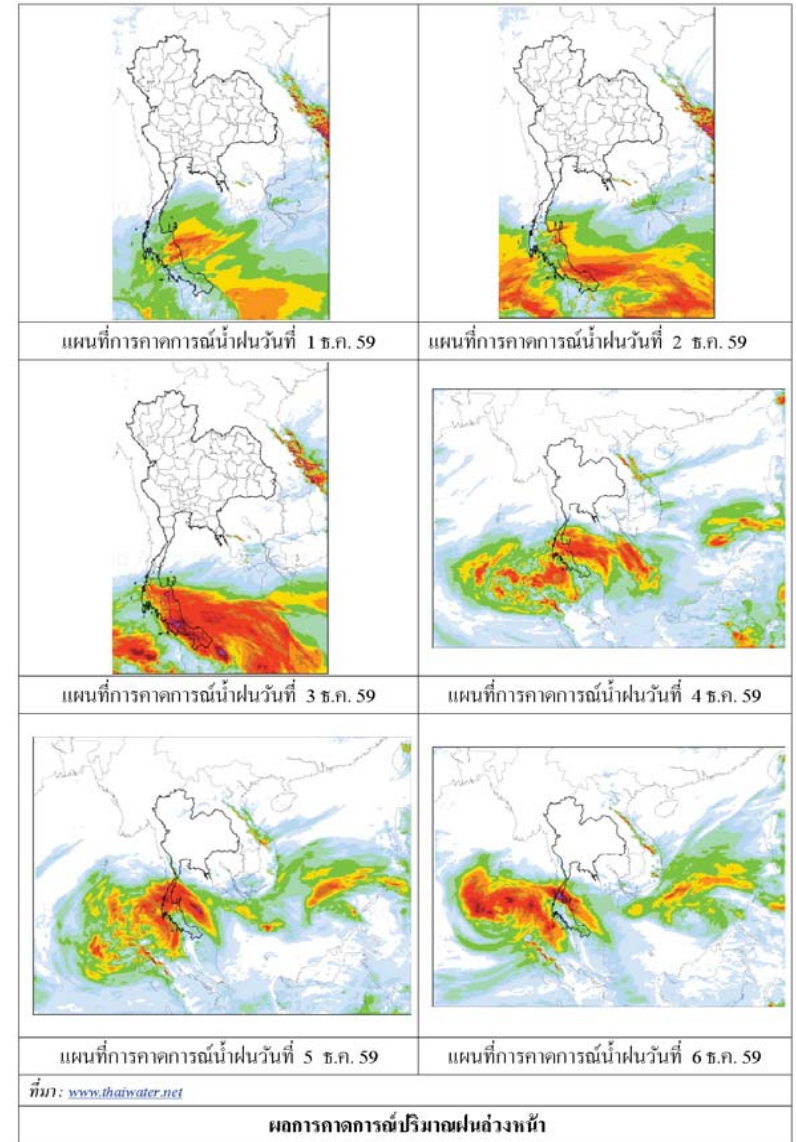 แผนที่การคาดการณ์น้ำฝนวันที่ 1 ธ.ค. 59
แผนที่การคาดการณ์น้ำฝนวันที่ 2 ธ.ค. 59
แผนที่การคาดการณ์น้ำฝนวันที่ 3 ธ.ค. 59
แผนที่การคาดการณ์น้ำฝนวันที่ 4 ธ.ค. 59
แผนที่การคาดการณ์น้ำฝนวันที่ 5 ธ.ค. 59
แผนที่การคาดการณ์น้ำฝนวันที่ 6 ธ.ค. 59
ที่มา : www.thaiwater.net
ผลการคาดการณ์ปริมาณฝนล่วงหน้า